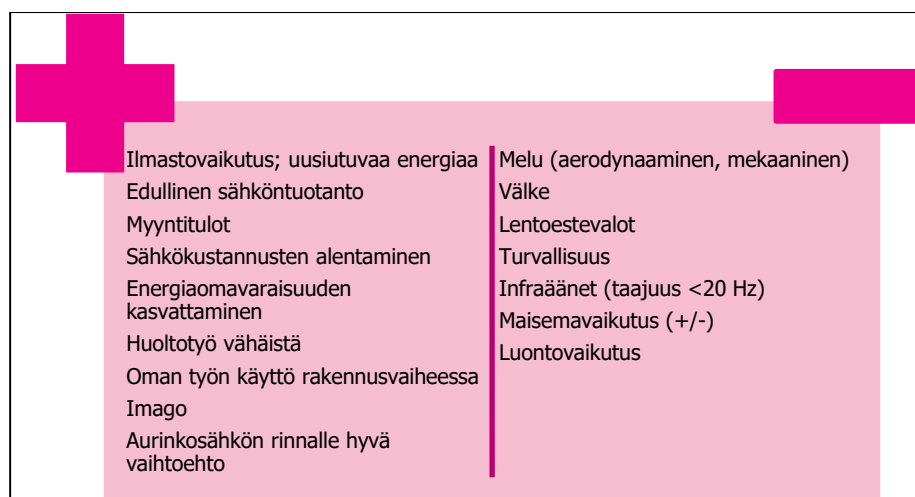 Ilmastovaikutus; uusiutuvaa energiaa
Edullinen sähköntuotanto
Myyntitulot
Sähkökustannusten alentaminen
Energiaomavaraisuuden
kasvattaminen
Huoltotyö vähäistä
Oman työn käyttö rakennusvaiheessa
Imago
Aurinkosähkön rinnalle hyvä
vaihtoehto
Melu (aerodynaaminen, mekaaninen)
Välke
Lentoestevalot
Turvallisuus
Infraäänet (taajuus <20 Hz)
Maisemavaikutus (+/-)
Luontovaikutus